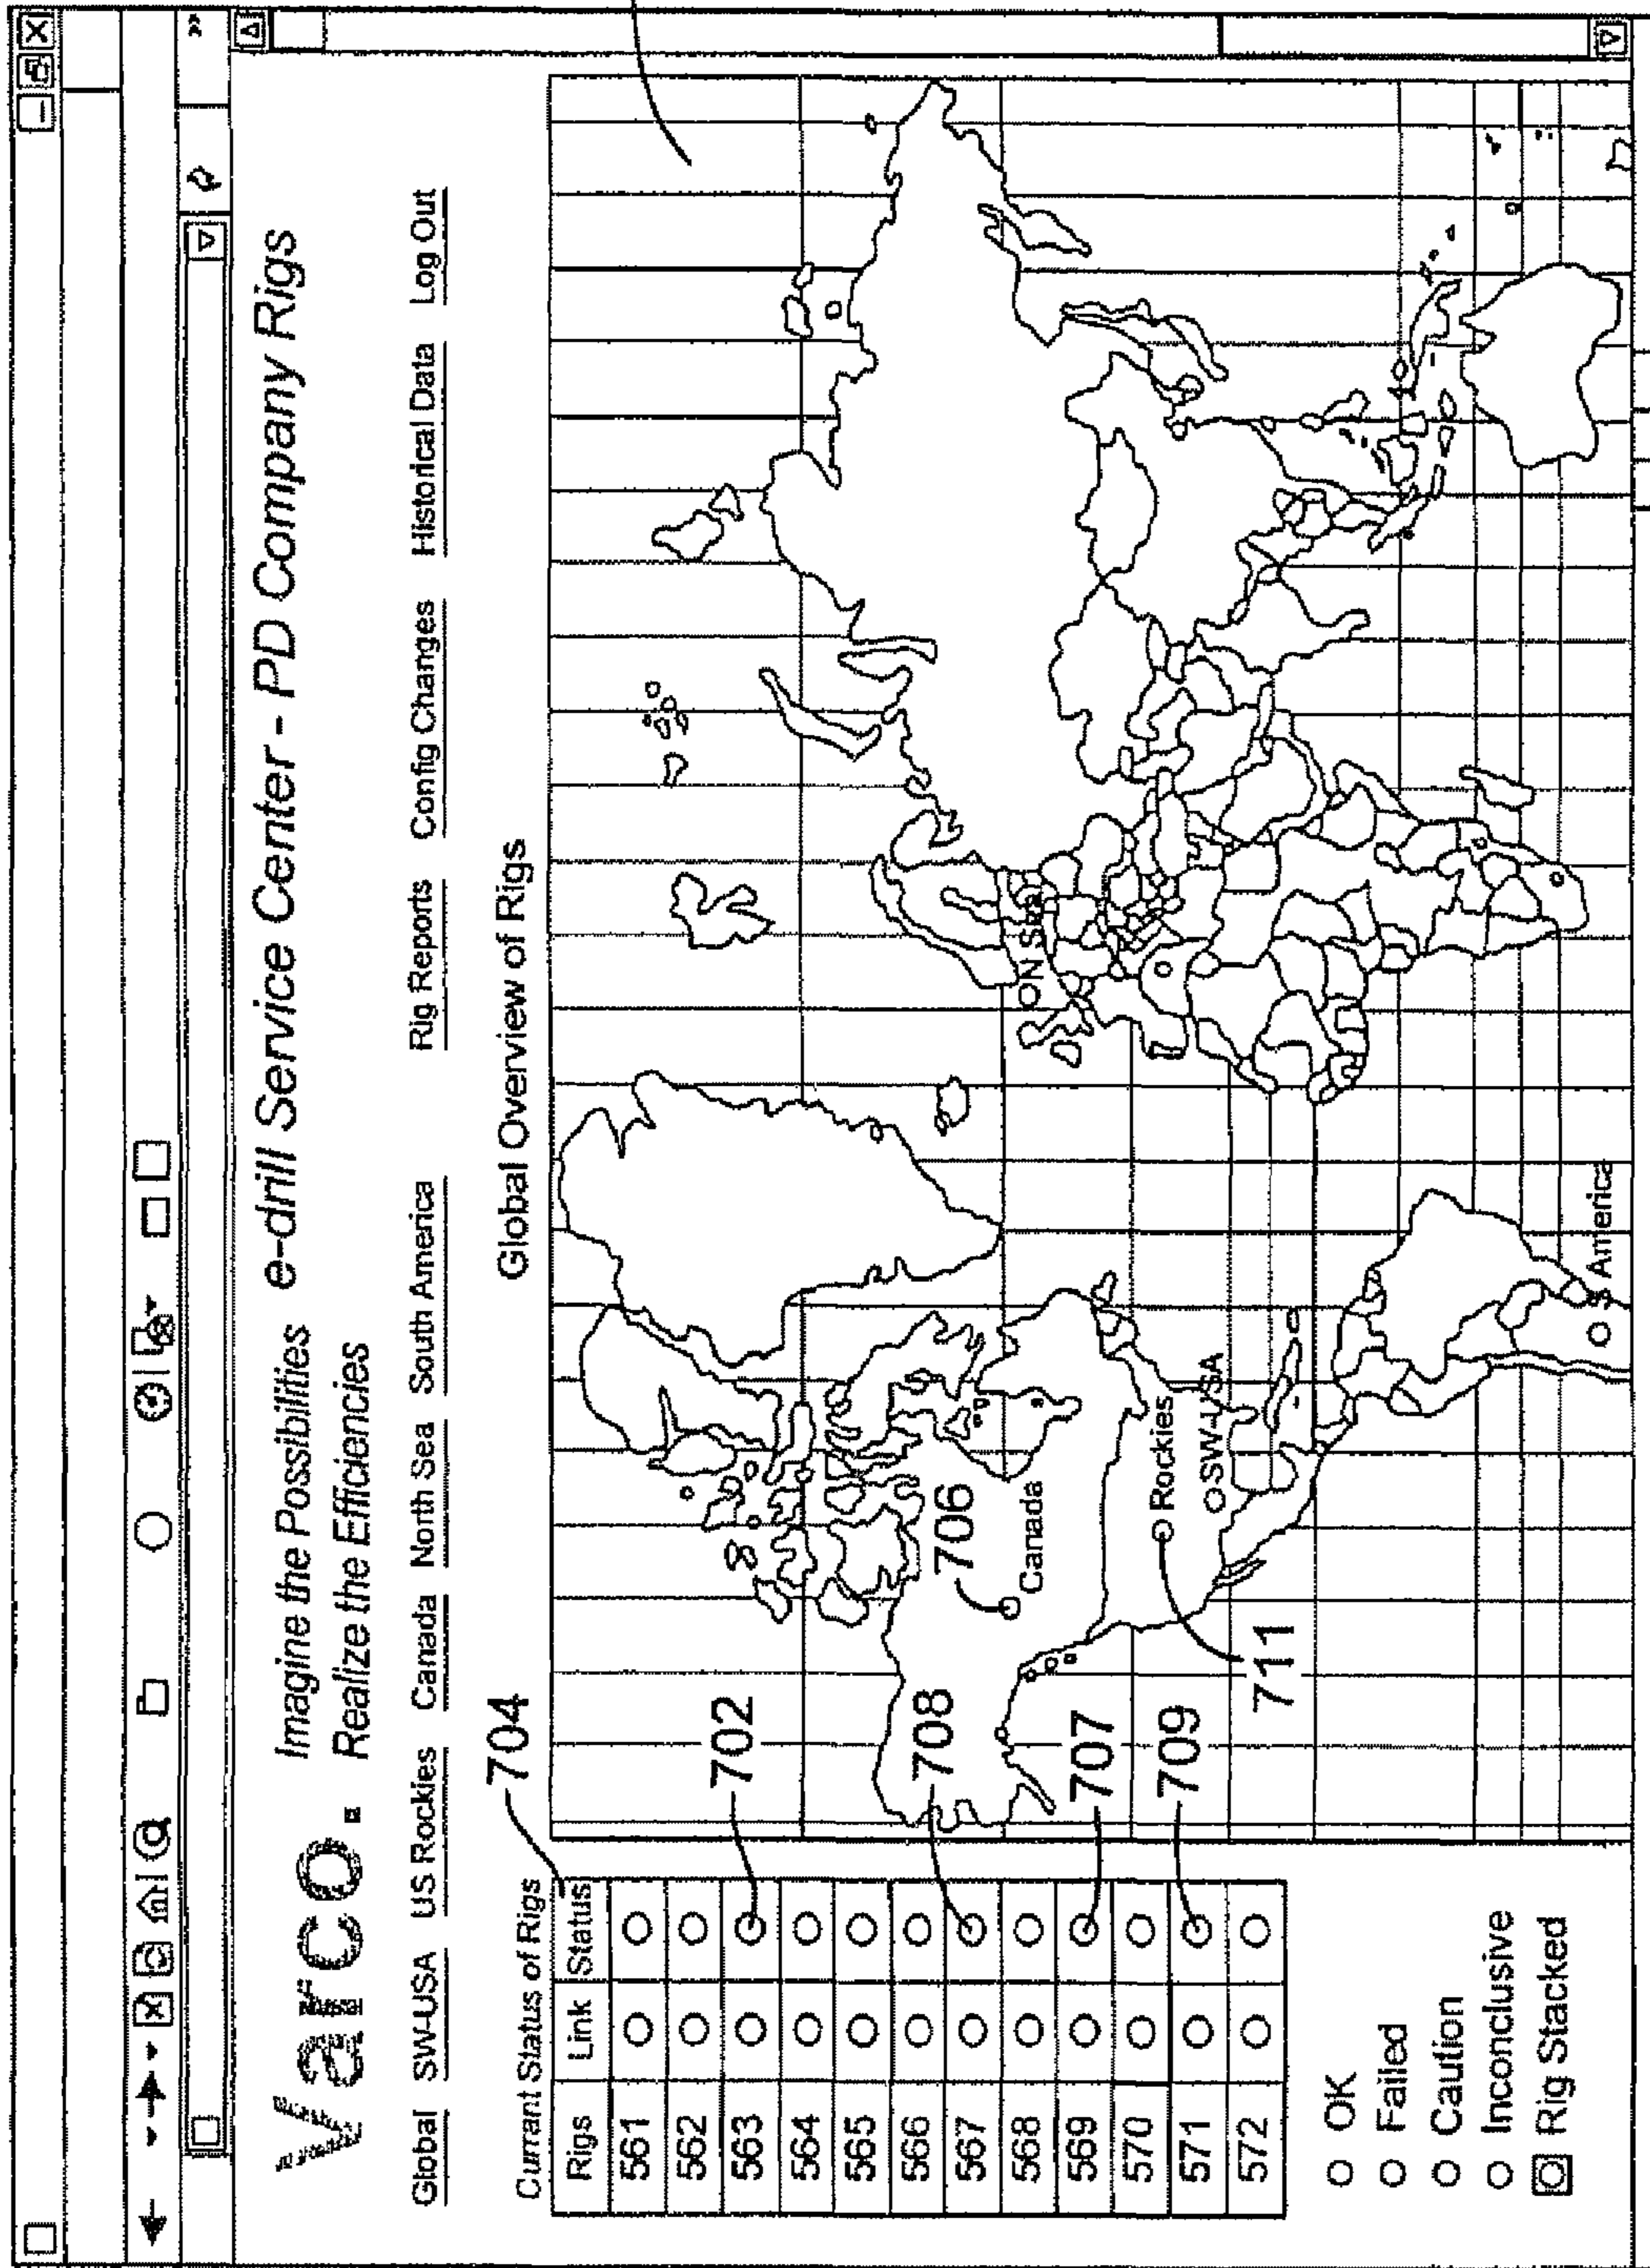 Varco.
Imagine the Possibilities
Realize the Efficiencies
e-drill Service Center - PD Company Rigs
Global SW-USA US Rockies Canada North Sea South America Rig Reports Config Changes Historical Data Log Out
Currant Status of Rigs
Rigs Link Status
561
562
563
564
565
566
567
568
569
570
571
572
OK
Failed
Caution
Inconclusive
Rig Stacked
Global Overview of Rigs
704
702
708
706
707
709
711
Canada
Rockies
SW-USA
N Sea
S America